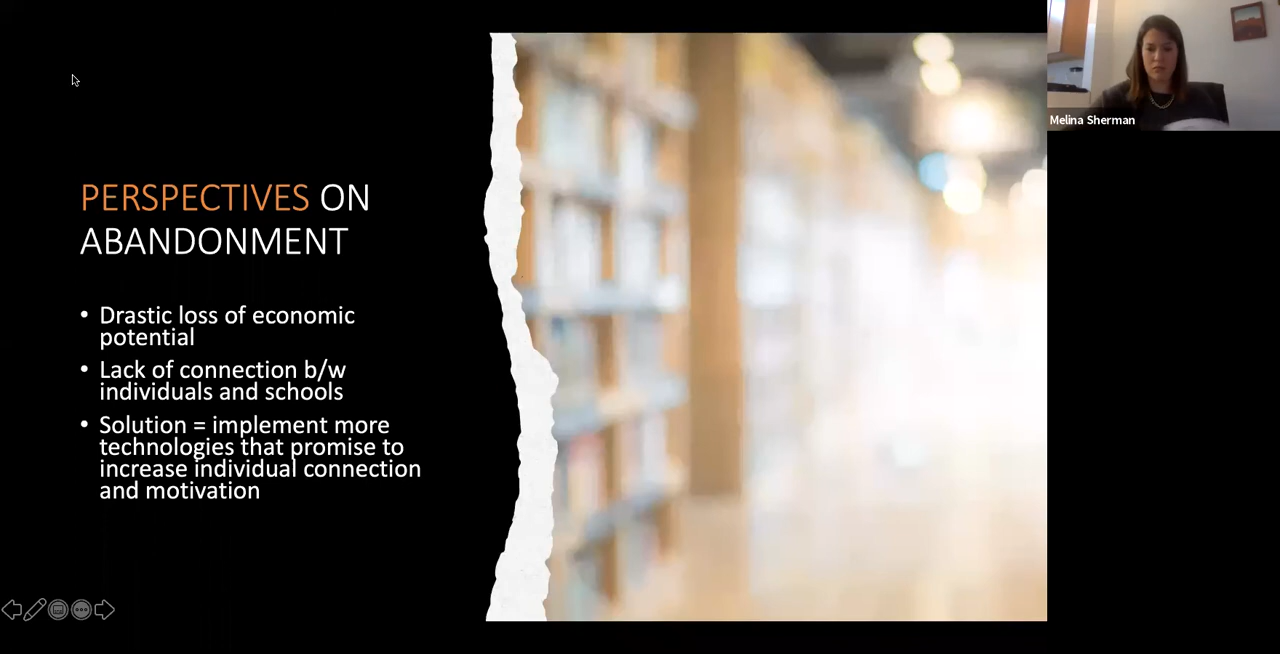 PERSPECTIVES ON
ABANDONMENT
• Drastic loss of economic
potential
• Lack of connection b/w
individuals and schools
• Solution = implement more
technologies that promise to
increase individual connection
and motivation
Melina Sherman